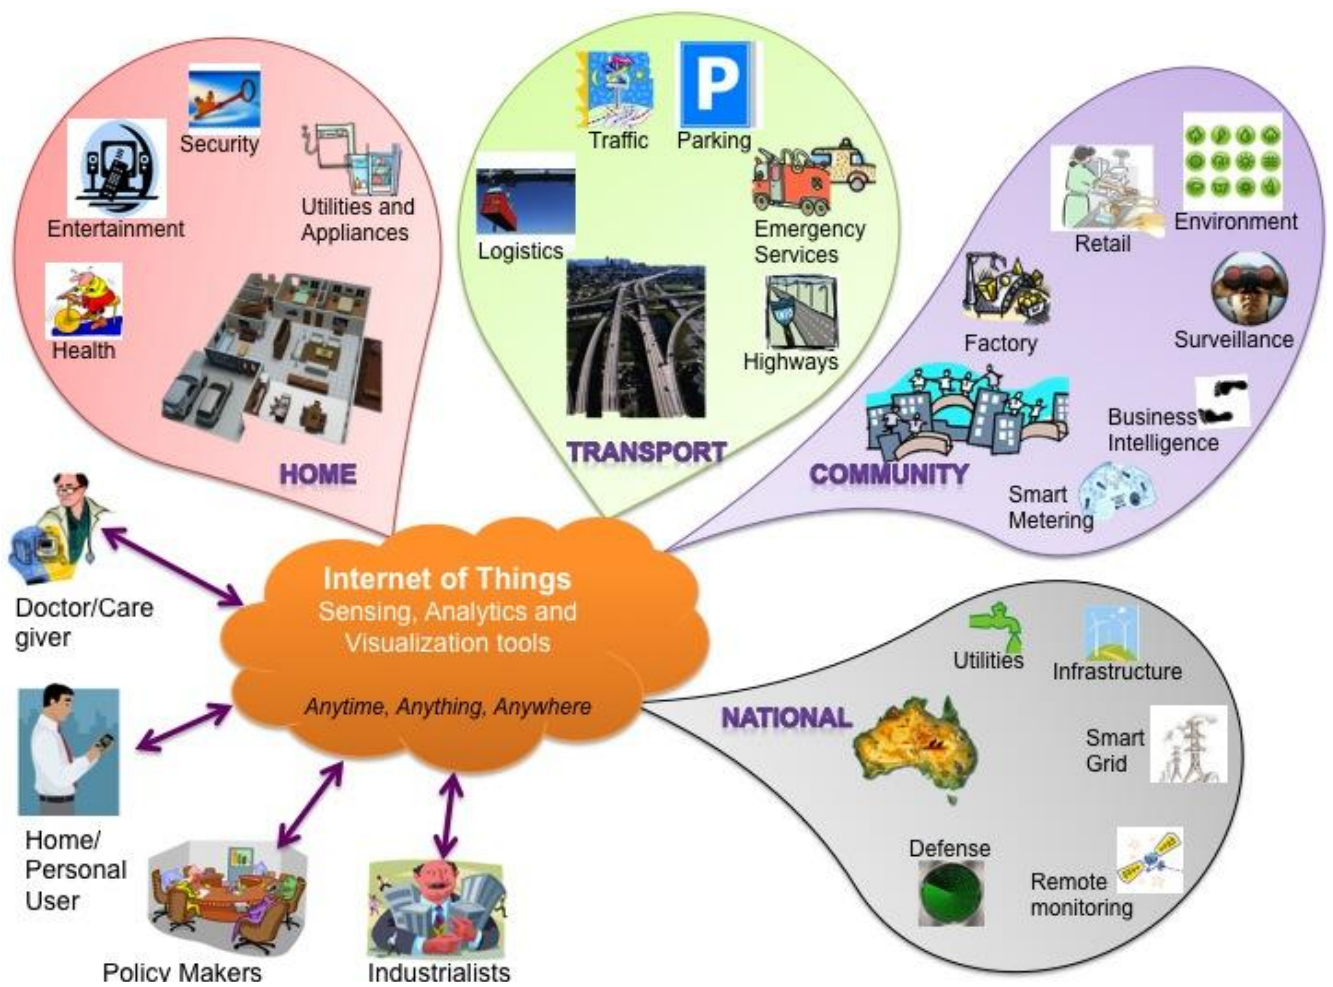 Security
Entertainment
Utilities and
Appliances
Health
HOME
Traffic
Parking
P
Logistics
Emergency
Services
Highways
TRANSPORT
Retail
Environment
Factory
Surveillance
Business
Intelligence
Smart
Metering
COMMUNITY
Internet of Things
Sensing, Analytics and
Visualization tools
Anytime, Anything, Anywhere
Doctor/Care
giver
Home/
Personal
User
Policy Makers
Industrialists
NATIONAL
Utilities
Infrastructure
Smart
Grid
Defense
Remote
monitoring